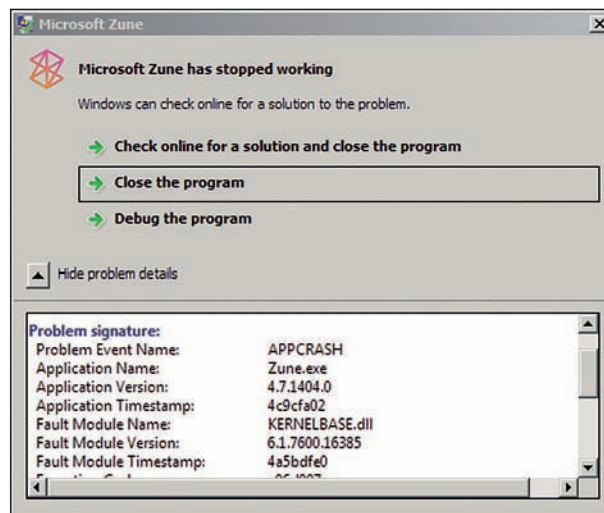 Microsoft Zune
Microsoft Zune has stopped working
Windows can check online for a solution to the problem.
Check online for a solution and close the program
Close the program
Debug the program
Hide problem details
Problem signature:
Problem Event Name: APPCRASH
Application Name: Zune.exe
Application Version: 4.7.1404.0
Application Timestamp: 4c9cfa02
Fault Module Name: KERNELBASE.dll
Fault Module Version: 6.1.7600.16385
Fault Module Timestamp: 4a5bdfe0